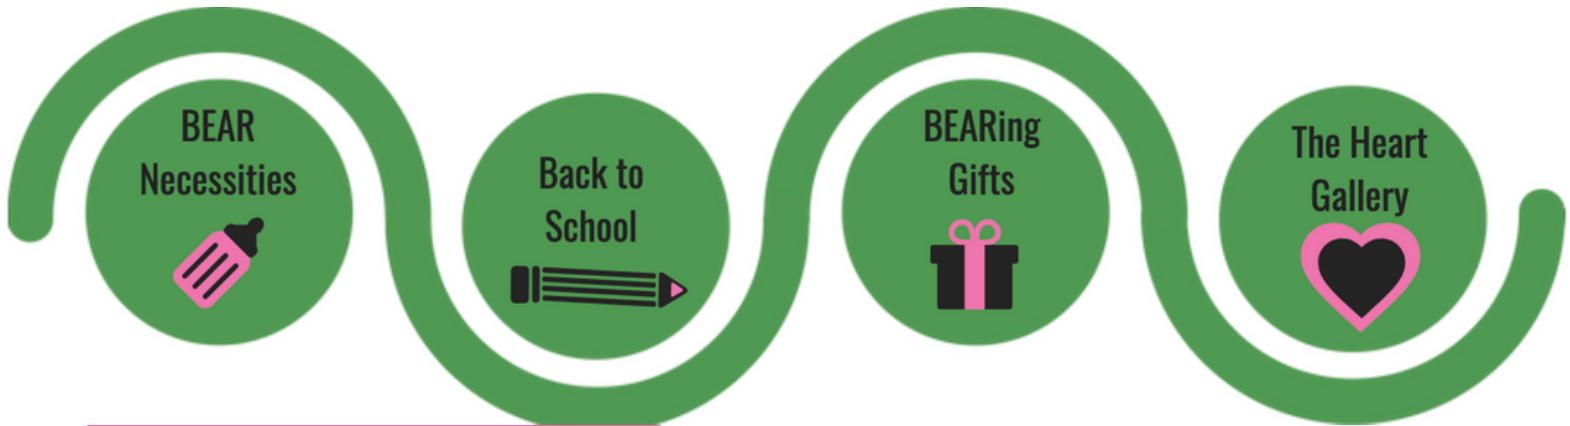 BEAR
Necessities
Back to
School
BEARing
Gifts
The Heart
Gallery